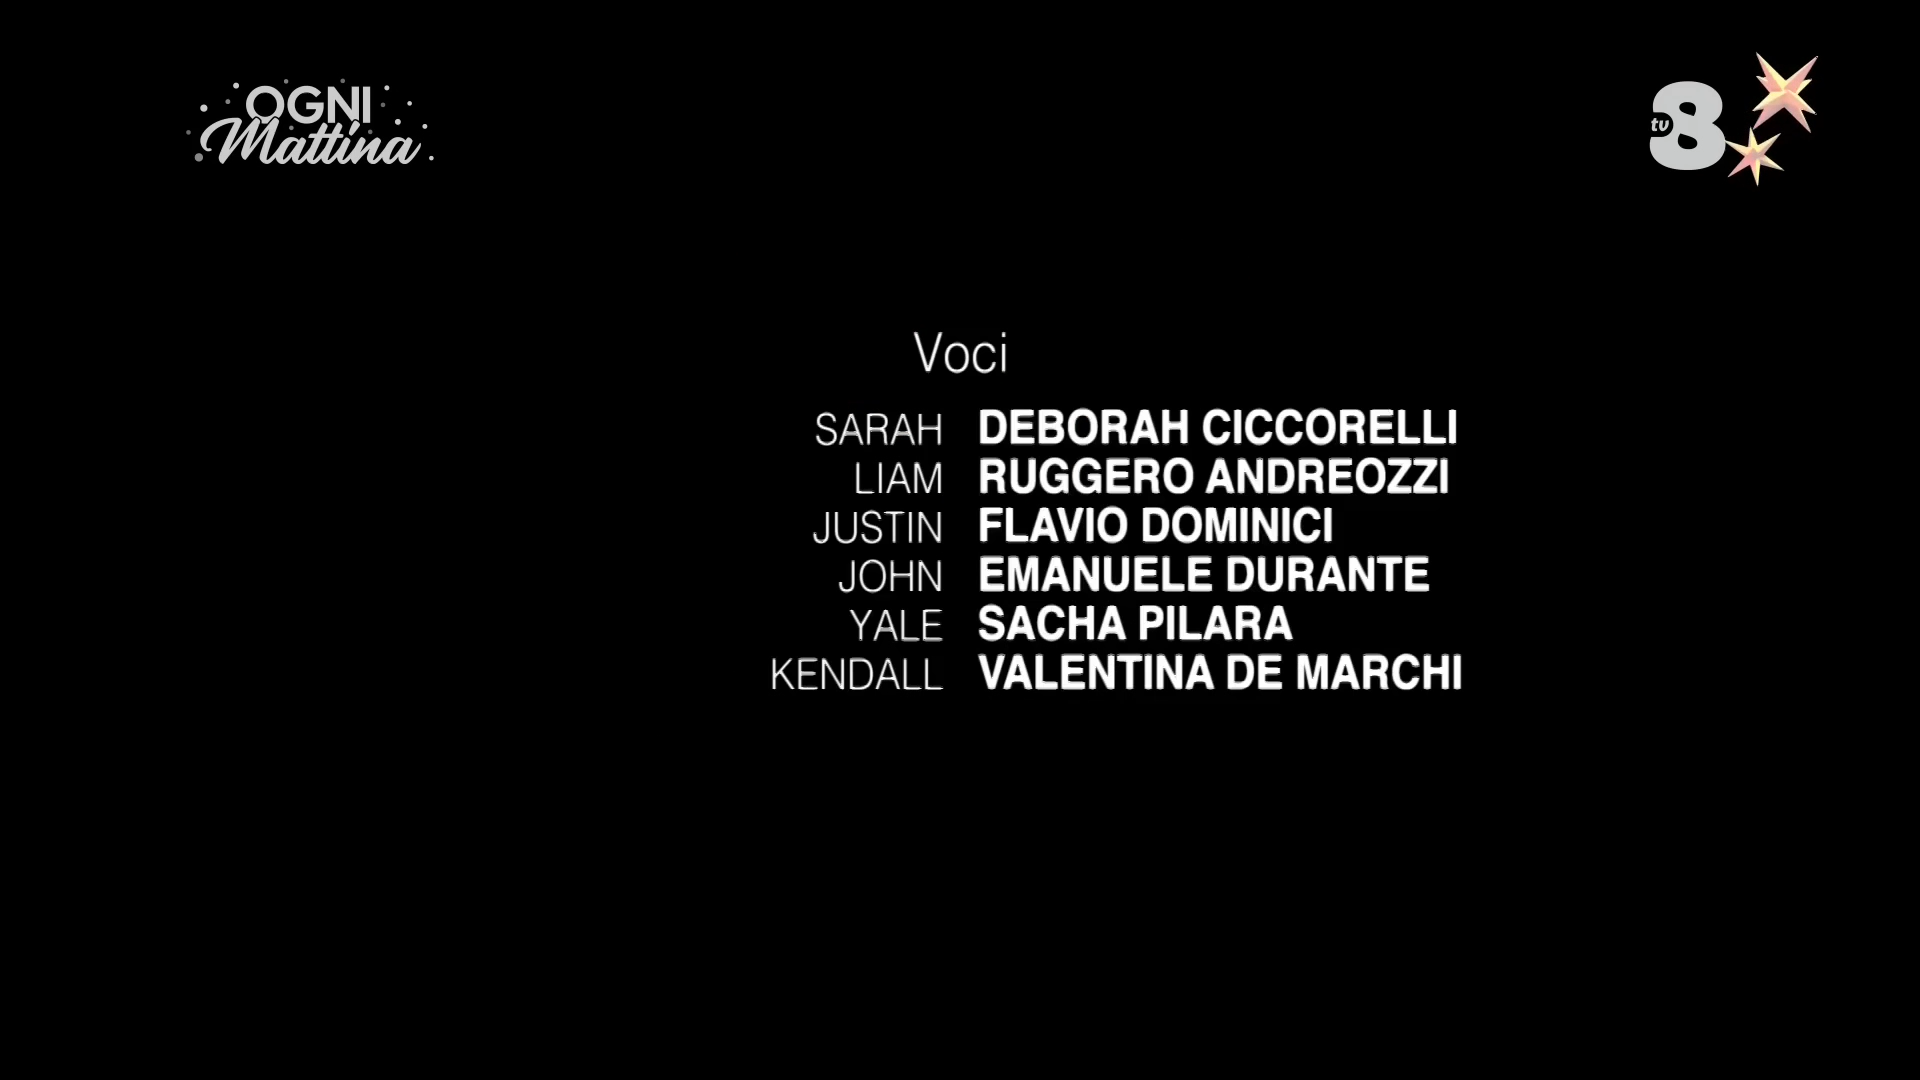 OGNI
Mattina
tv8
Voci
SARAH DEBORAH CICCORELLI
LIAM RUGGERO ANDREOZZI
JUSTIN FLAVIO DOMINICI
JOHN EMANUELE DURANTE
YALE SACHA PILARA
KENDALL VALENTINA DE MARCHI